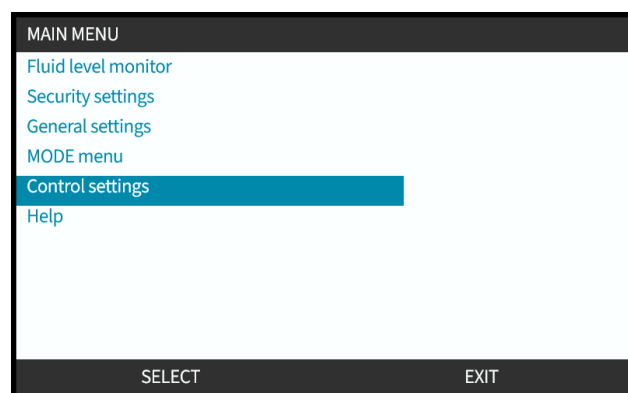 MAIN MENU
Fluid level monitor
Security settings
General settings
MODE menu
Control settings
Help
SELECT EXIT